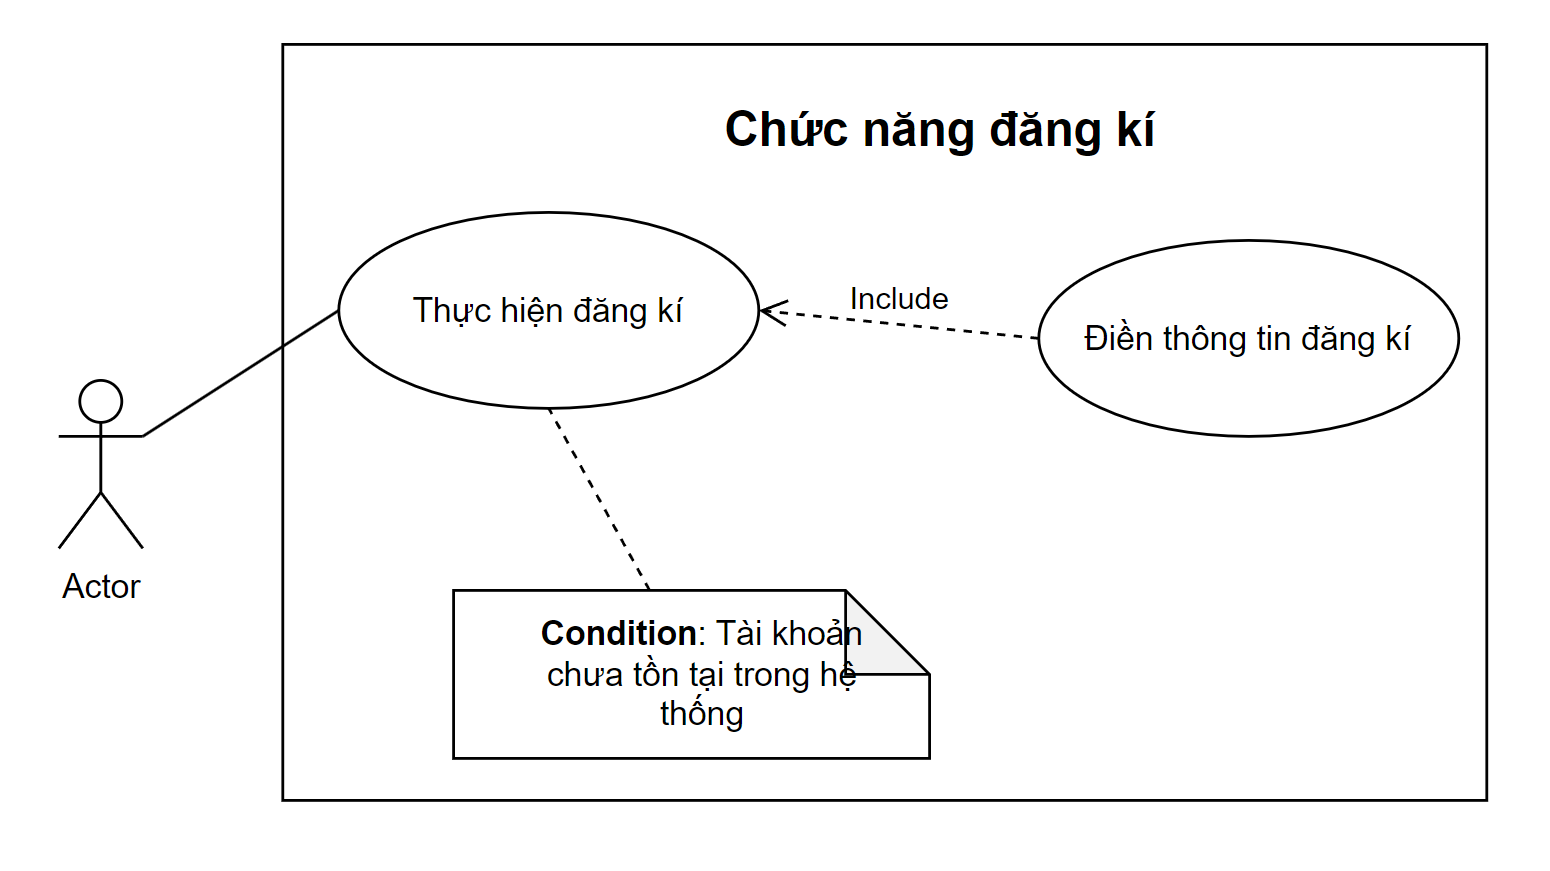 Chức năng đăng kí
Thực hiện đăng kí
Include
Điền thông tin đăng kí
Actor
Condition: Tài khoản
chưa tồn tại trong hệ
thống